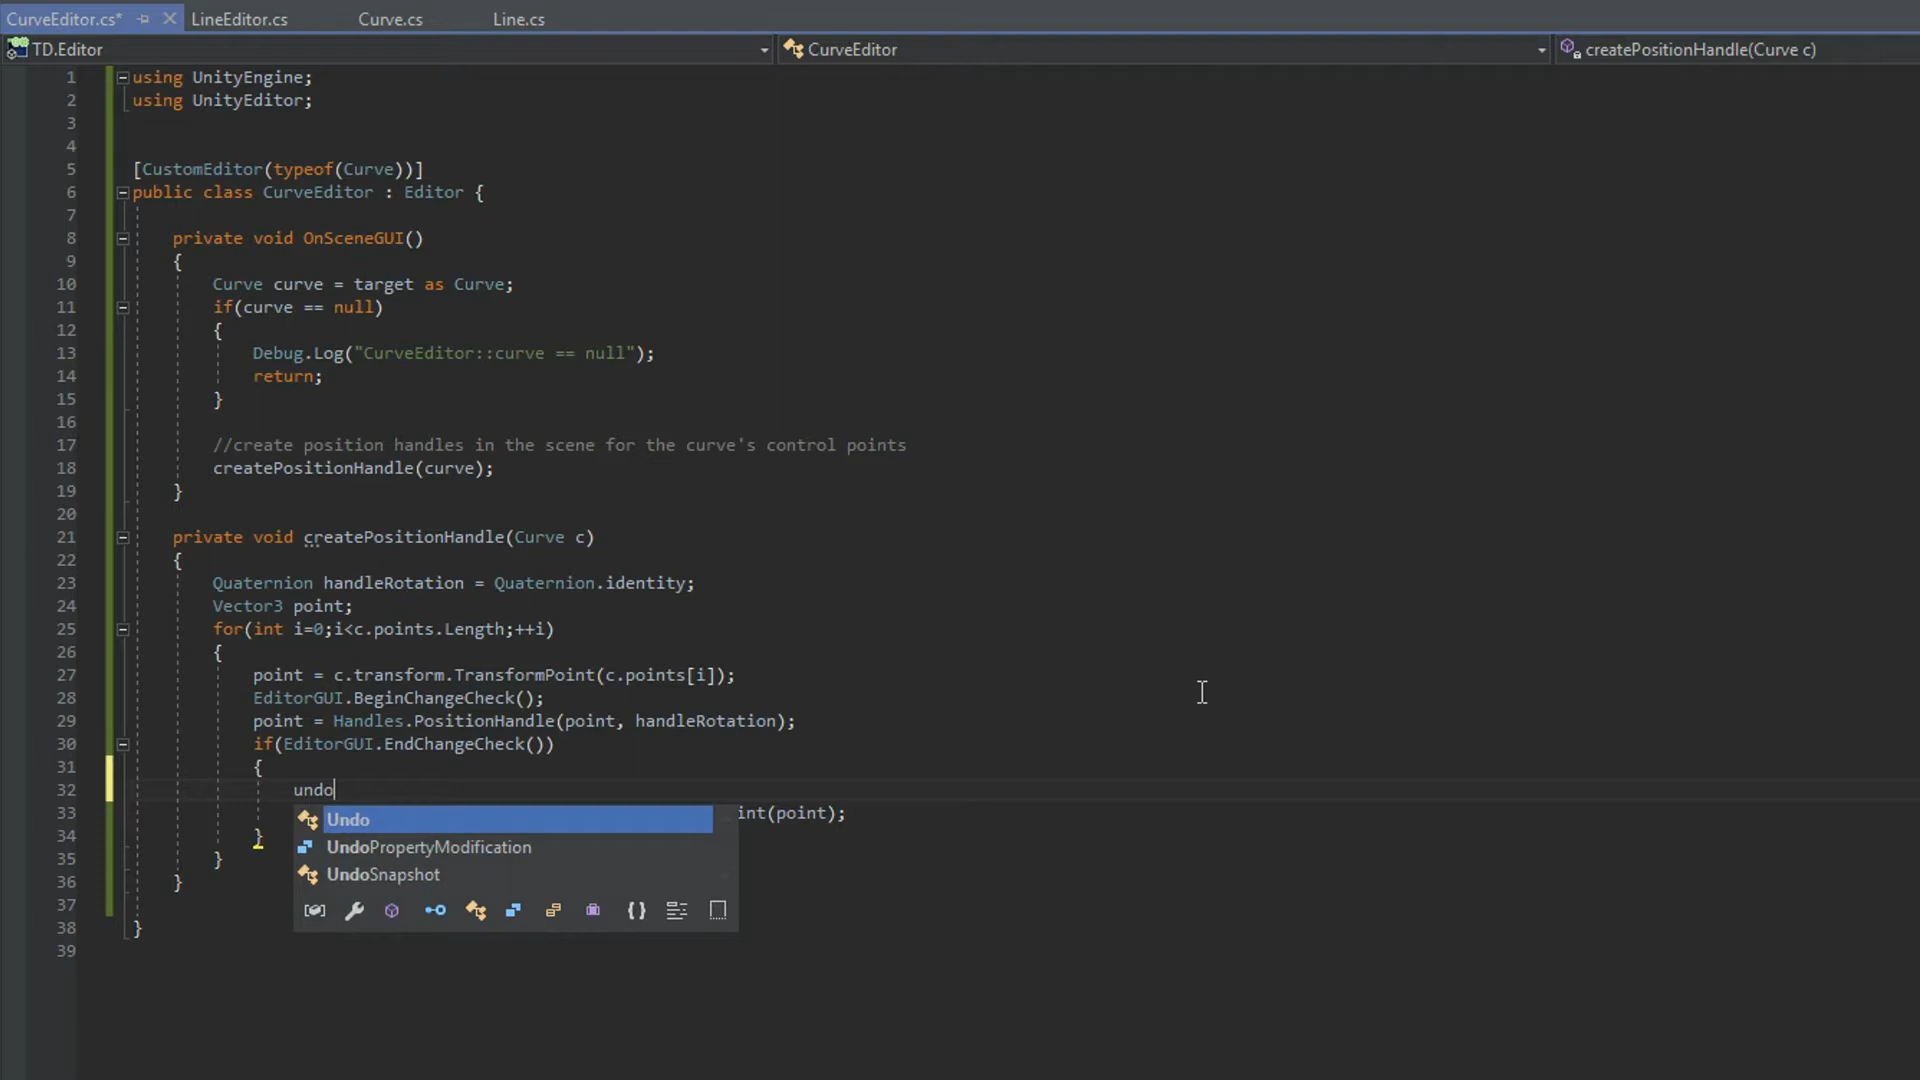 CurveEditor.cs* LineEditor.cs Curve.cs Line.cs
TD.Editor CurveEditor createPositionHandle(Curve c)
1 using UnityEngine;
2 using UnityEditor;
3
4
5 [CustomEditor(typeof(Curve))]
6 public class CurveEditor : Editor {
7
8 private void OnSceneGUI()
9 {
10 Curve curve = target as Curve;
11 if(curve == null)
12 {
13 Debug.Log("CurveEditor::curve == null");
14 return;
15 }
16
17 //create position handles in the scene for the curve's control points
18 createPositionHandle(curve);
19 }
20
21 private void createPositionHandle(Curve c)
22 {
23 Quaternion handleRotation = Quaternion.identity;
24 Vector3 point;
25 for(int i=0;i<c.points.Length;++i)
26 {
27 point = c.transform.TransformPoint(c.points[i]);
28 EditorGUI.BeginChangeCheck();
29 point = Handles.PositionHandle(point, handleRotation);
30 if(EditorGUI.EndChangeCheck())
31 {
32 undo
33 int(point);
Undo
34 }
UndoPropertyModification
35 }
UndoSnapshot
36 }
37
38 }
39